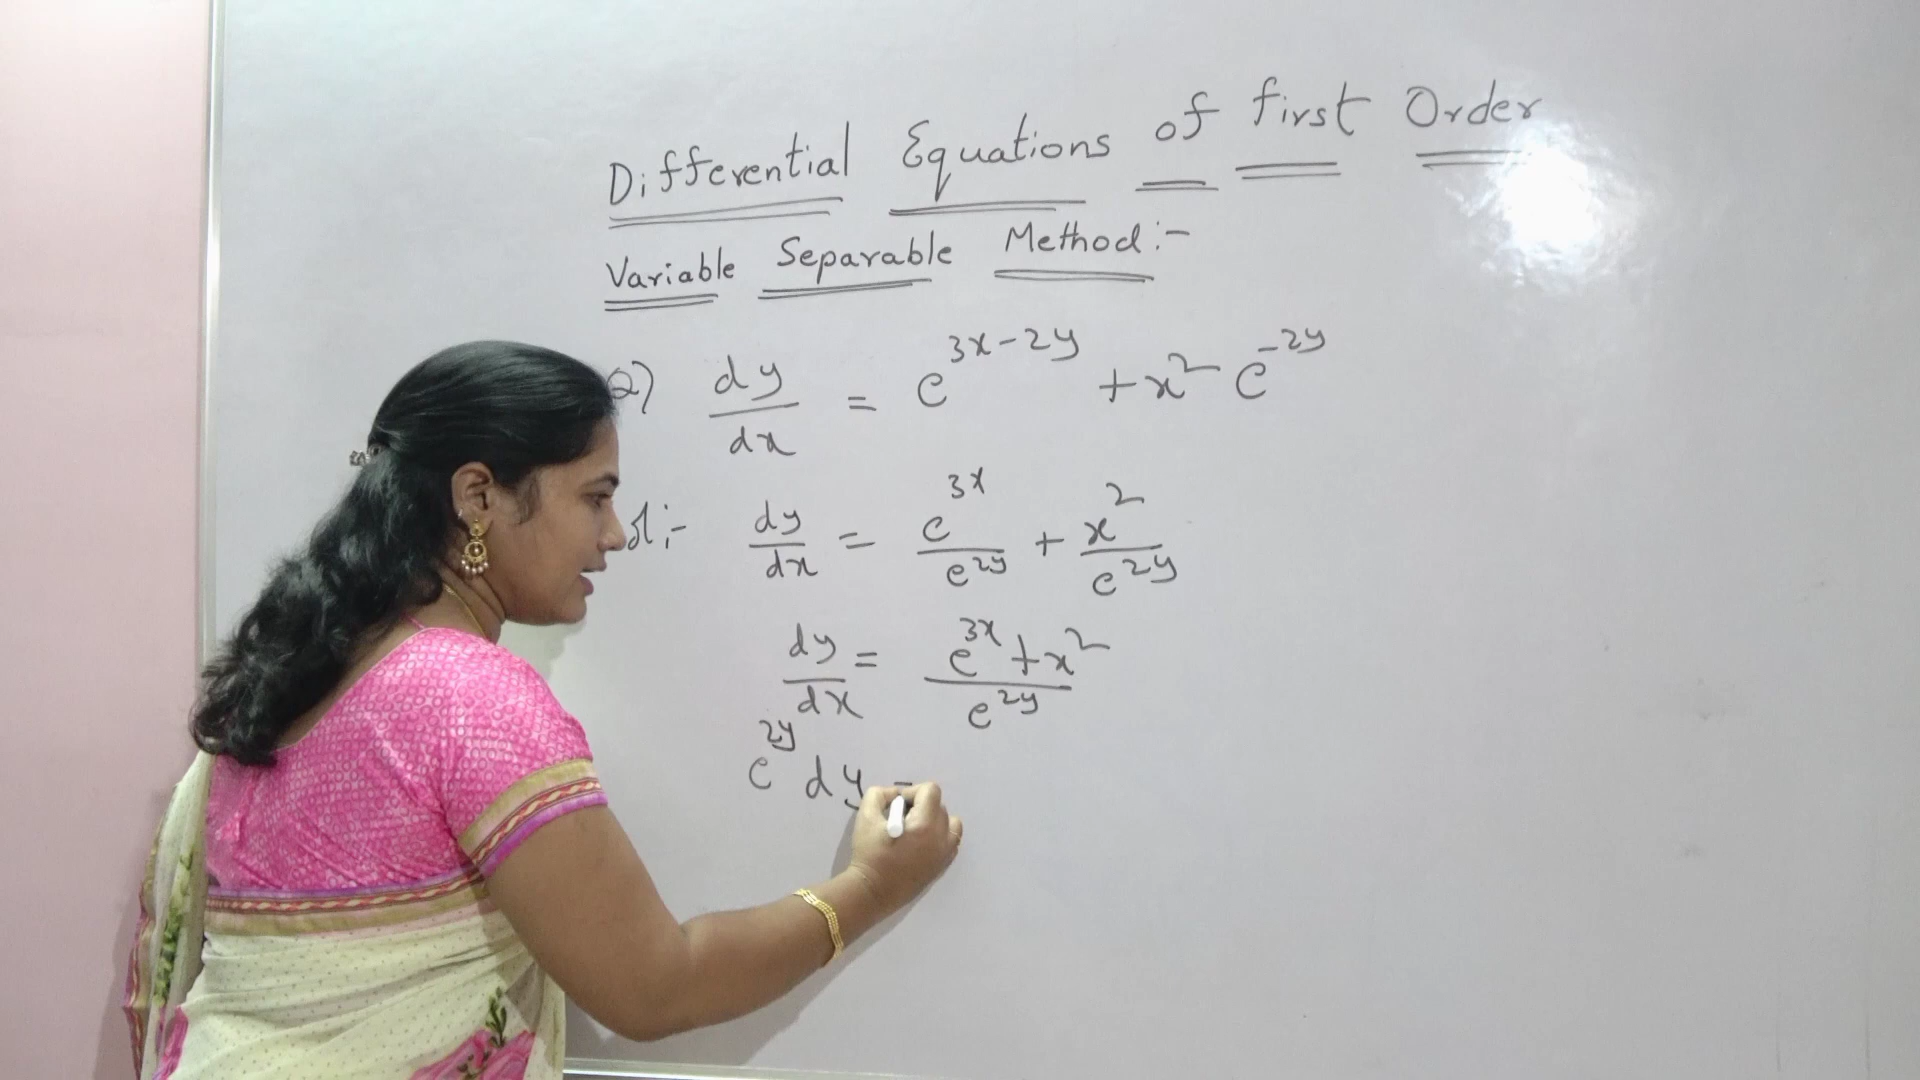 Differential Equations of first Order
Variable Separable Method:-
2) dy/dx = e^{3x-2y} + x² e^{-2y}
:- dy/dx = e^{3x}/e^{2y} + x²/e^{2y}
dy/dx = (e^{3x} + x²)/e^{2y}
e^{2y} dy =